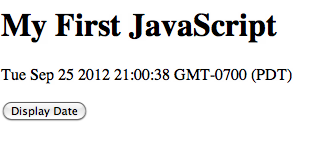 My First JavaScript
Tue Sep 25 2012 21:00:38 GMT-0700 (PDT)
Display Date